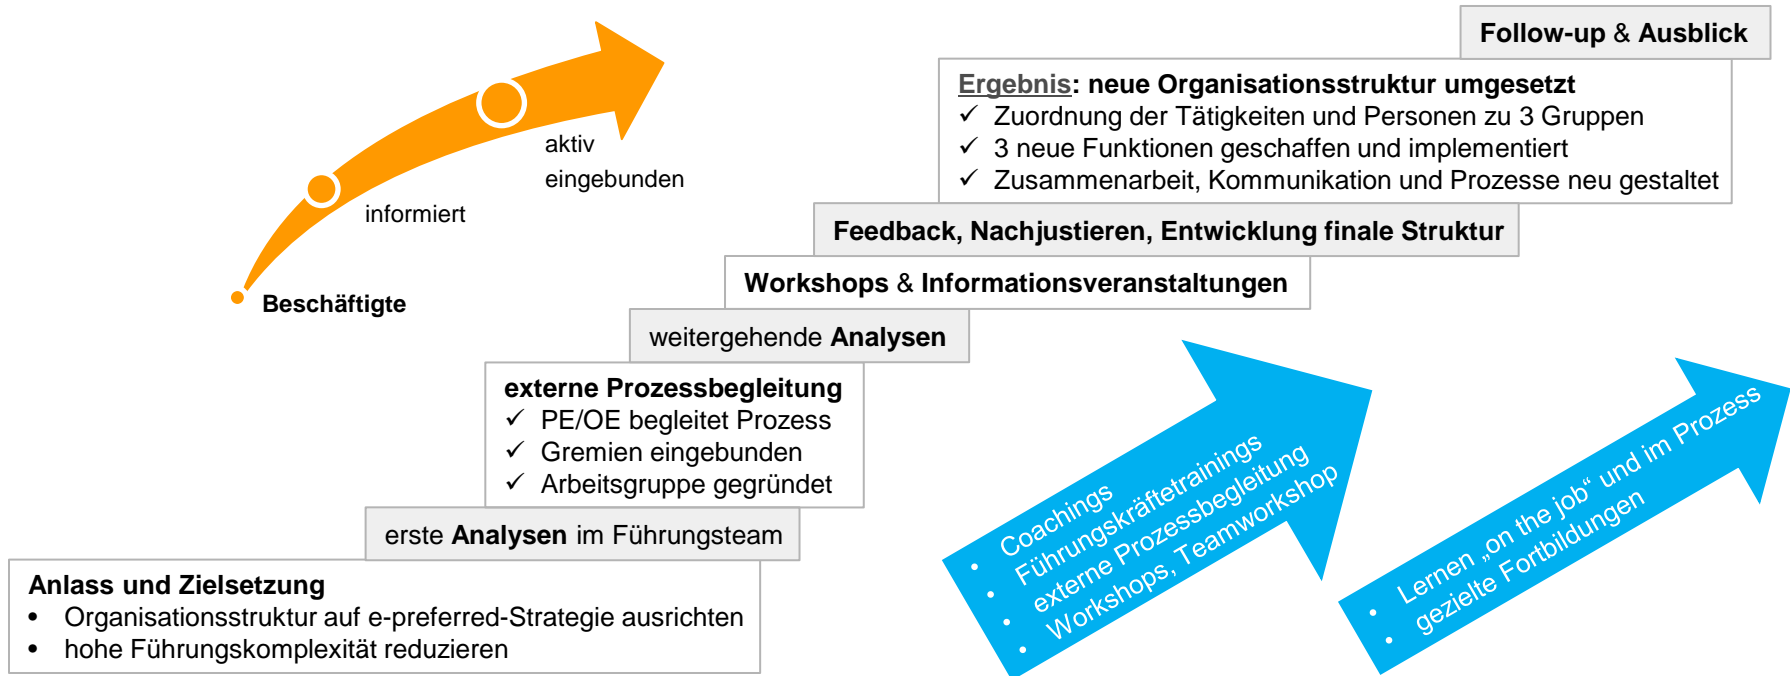 Follow-up & Ausblick
Ergebnis: neue Organisationsstruktur umgesetzt
✓ Zuordnung der Tätigkeiten und Personen zu 3 Gruppen
✓ 3 neue Funktionen geschaffen und implementiert
✓ Zusammenarbeit, Kommunikation und Prozesse neu gestaltet
aktiv
eingebunden
informiert
Beschäftigte
Feedback, Nachjustieren, Entwicklung finale Struktur
Workshops & Informationsveranstaltungen
weitergehende Analysen
externe Prozessbegleitung
✓ PE/OE begleitet Prozess
✓ Gremien eingebunden
✓ Arbeitsgruppe gegründet
erste Analysen im Führungsteam
Anlass und Zielsetzung
• Organisationsstruktur auf e-preferred-Strategie ausrichten
• hohe Führungskomplexität reduzieren
• Coachings
• Führungskräftetrainings
• externe Prozessbegleitung
• Workshops, Teamworkshop
• Lernen „on the job“ und im Prozess
• gezielte Fortbildungen